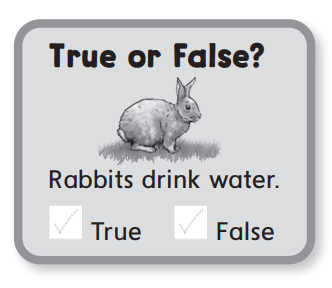 True or False?
Rabbits drink water.
True False